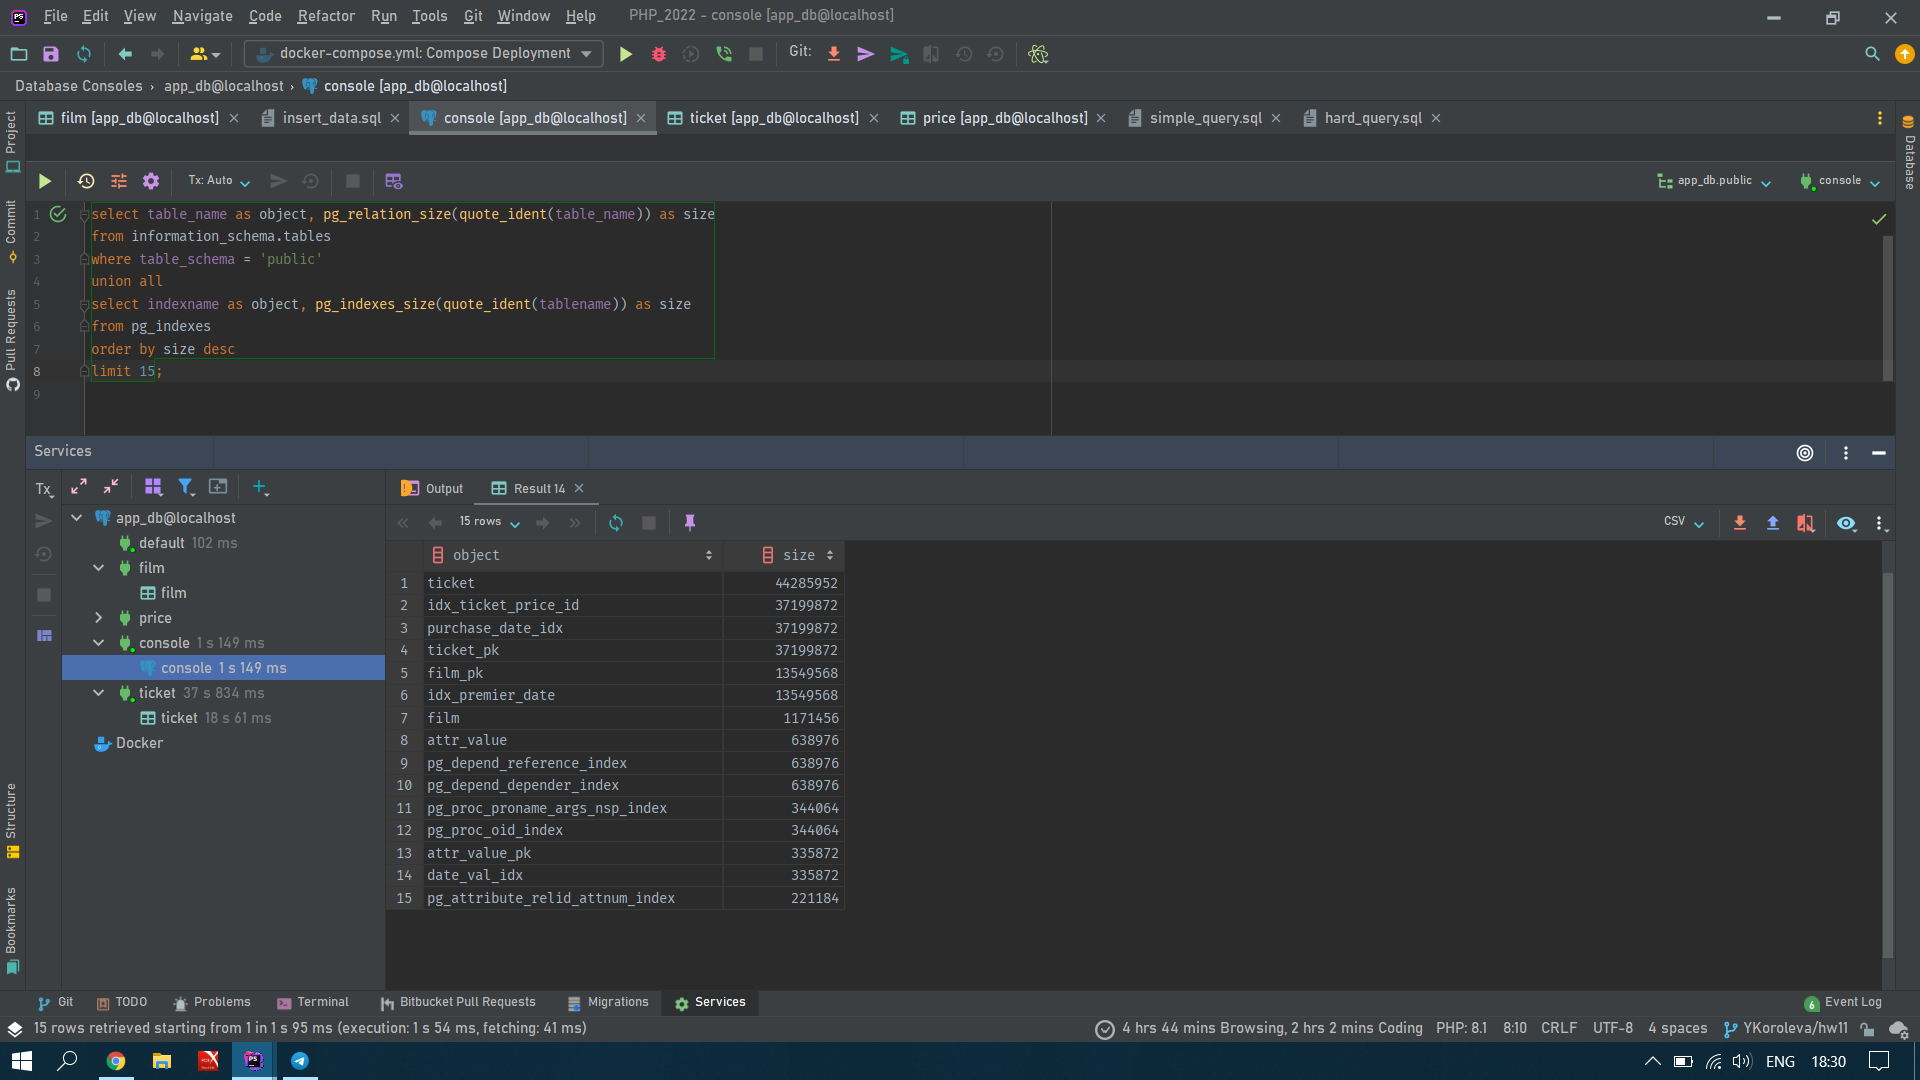 File Edit View Navigate Code Refactor Run Tools Git Window Help PHP_2022 - console [app_db@localhost]
docker-compose.yml: Compose Deployment Git:
Database Consoles › app_db@localhost › console [app_db@localhost]
film [app_db@localhost] insert_data.sql console [app_db@localhost] ticket [app_db@localhost] price [app_db@localhost] simple_query.sql hard_query.sql
Project
Commit
Pull Requests
Structure
Bookmarks
Database
Tx: Auto app_db.public console
1 select table_name as object, pg_relation_size(quote_ident(table_name)) as size
2 from information_schema.tables
3 where table_schema = 'public'
4 union all
5 select indexname as object, pg_indexes_size(quote_ident(tablename)) as size
6 from pg_indexes
7 order by size desc
8 limit 15;
9
Services
Tx
Output Result 14
app_db@localhost
default 102 ms
film
film
price
console 1 s 149 ms
console 1 s 149 ms
ticket 37 s 834 ms
ticket 18 s 61 ms
Docker
15 rows CSV
object size
1 ticket 44285952
2 idx_ticket_price_id 37199872
3 purchase_date_idx 37199872
4 ticket_pk 37199872
5 film_pk 13549568
6 idx_premier_date 13549568
7 film 1171456
8 attr_value 638976
9 pg_depend_reference_index 638976
10 pg_depend_depender_index 638976
11 pg_proc_proname_args_nsp_index 344064
12 pg_proc_oid_index 344064
13 attr_value_pk 335872
14 date_val_idx 335872
15 pg_attribute_relid_attnum_index 221184
Git TODO Problems Terminal Bitbucket Pull Requests Migrations Services 6 Event Log
15 rows retrieved starting from 1 in 1 s 95 ms (execution: 1 s 54 ms, fetching: 41 ms) 4 hrs 44 mins Browsing, 2 hrs 2 mins Coding PHP: 8.1 8:10 CRLF UTF-8 4 spaces YKoroleva/hw11
ENG 18:30